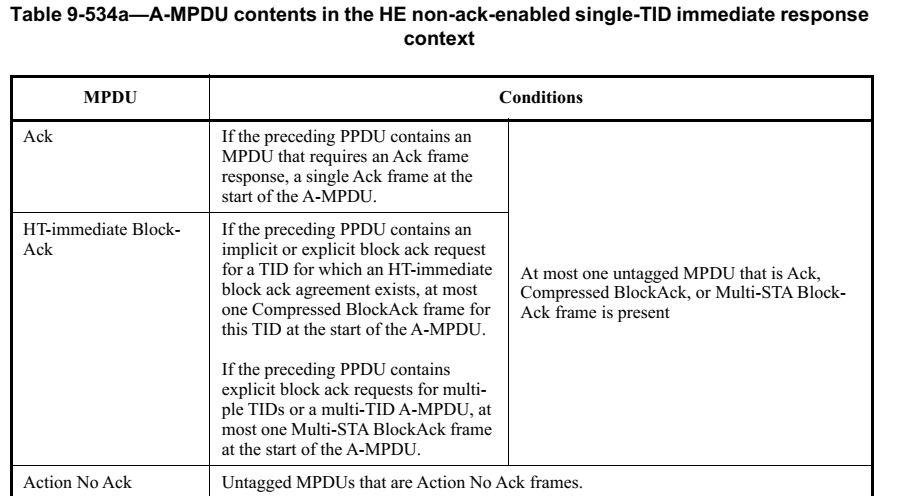 Table 9-534a—A-MPDU contents in the HE non-ack-enabled single-TID immediate response
context
MPDU
Conditions
Ack
If the preceding PPDU contains an
MPDU that requires an Ack frame
response, a single Ack frame at the
start of the A-MPDU.
HT-immediate Block-
Ack
If the preceding PPDU contains an
implicit or explicit block ack request
for a TID for which an HT-immediate
block ack agreement exists, at most
one Compressed BlockAck frame for
this TID at the start of the A-MPDU.
If the preceding PPDU contains
explicit block ack requests for multi-
ple TIDs or a multi-TID A-MPDU, at
most one Multi-STA BlockAck frame
at the start of the A-MPDU.
At most one untagged MPDU that is Ack,
Compressed BlockAck, or Multi-STA Block-
Ack frame is present
Action No Ack
Untagged MPDUs that are Action No Ack frames.